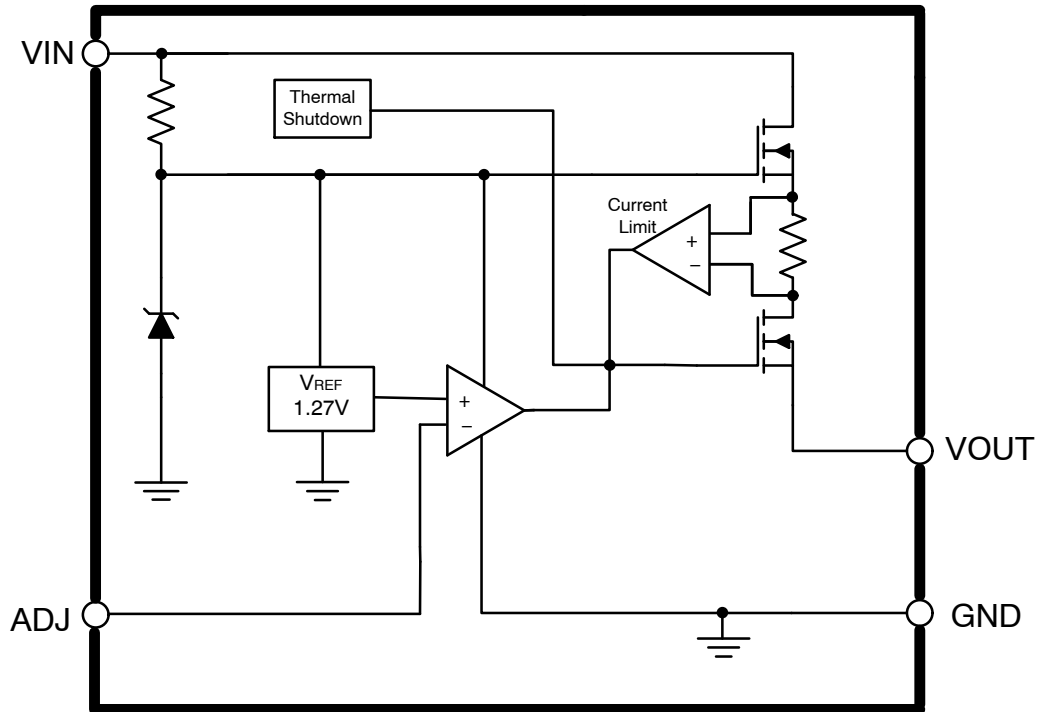 VIN
Thermal
Shutdown
Current
Limit
+
−
VREF
1.27V
+
−
VOUT
ADJ
GND